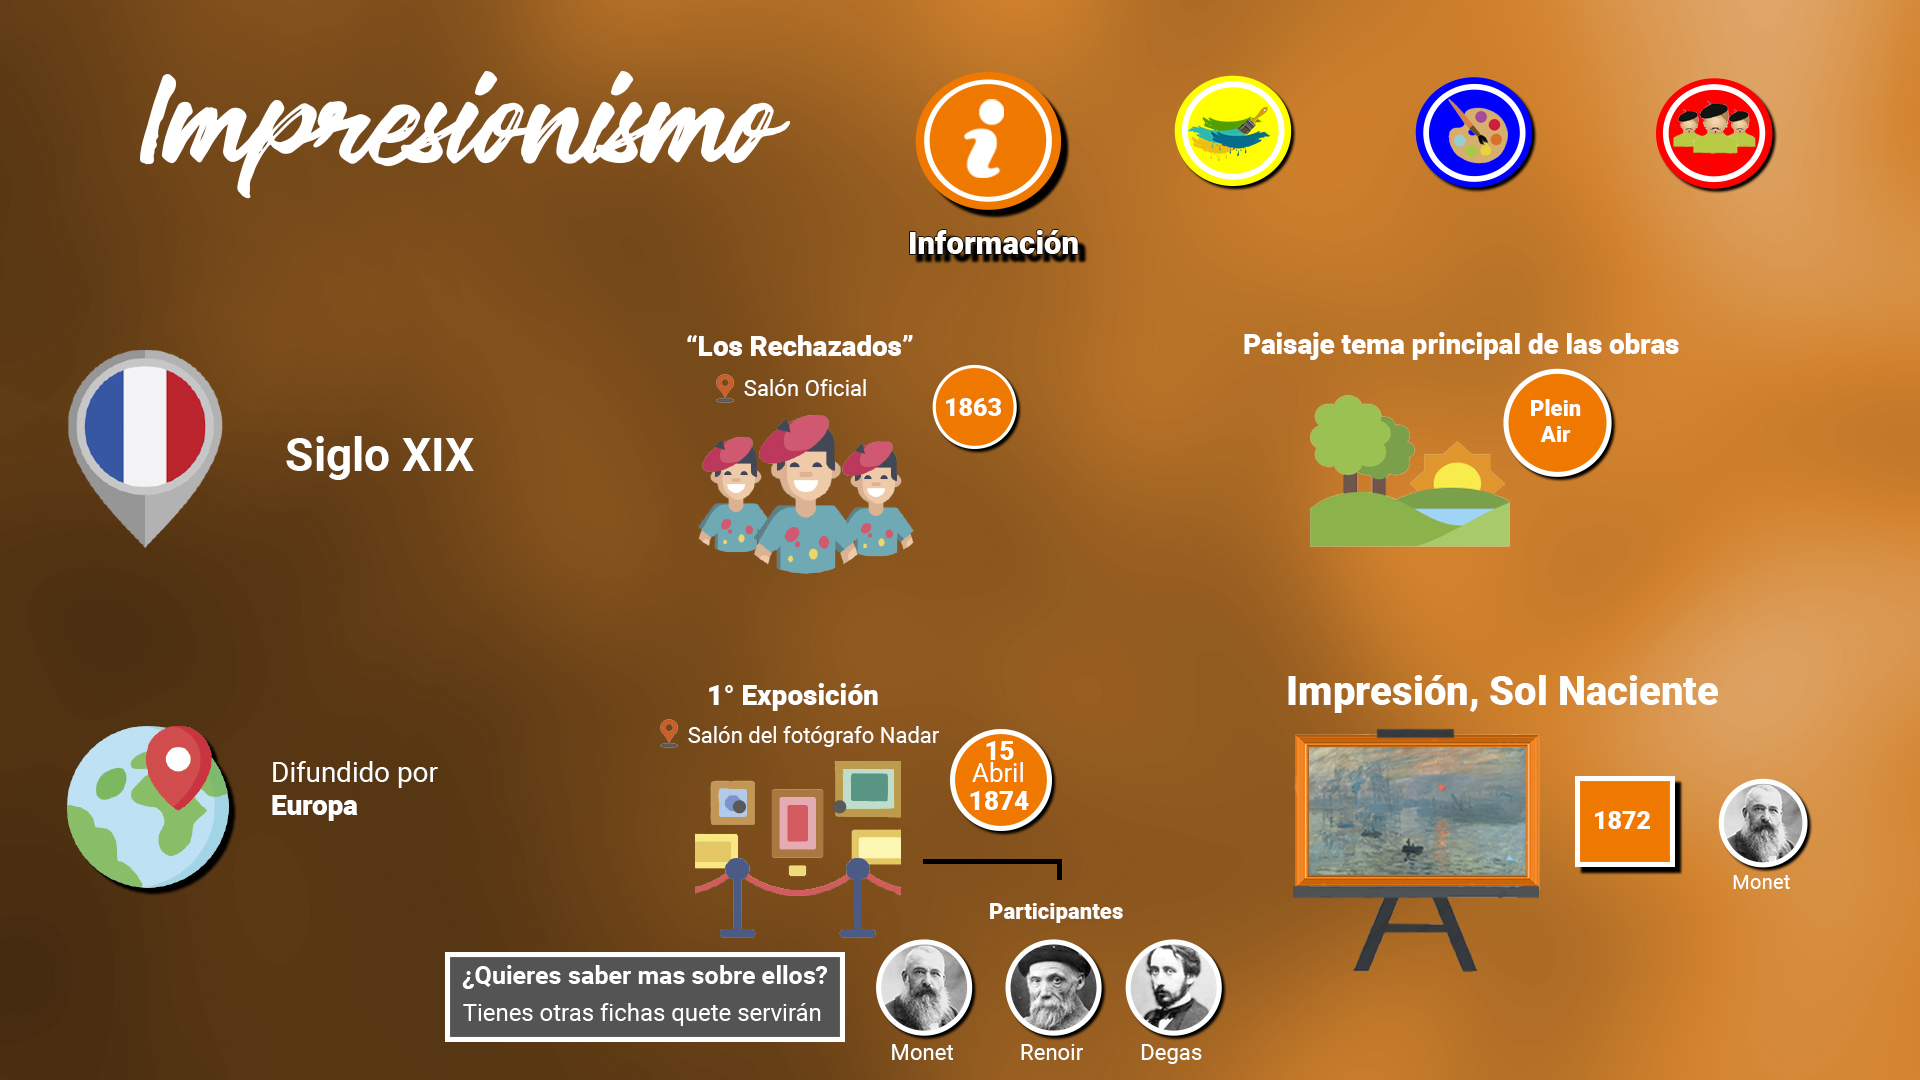 Impresionismo
Información
Siglo XIX
“Los Rechazados”
Salón Oficial
1863
Paisaje tema principal de las obras
Plein
Air
Difundido por
Europa
1° Exposición
Salón del fotógrafo Nadar
15
Abril
1874
Participantes
Monet
Renoir
Degas
¿Quieres saber mas sobre ellos?
Tienes otras fichas quete servirán
Impresión, Sol Naciente
1872
Monet